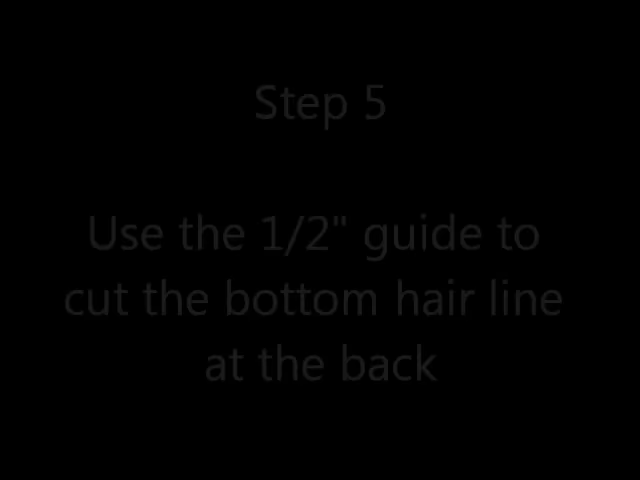 Step 5
Use the 1/2" guide to
cut the bottom hair line
at the back